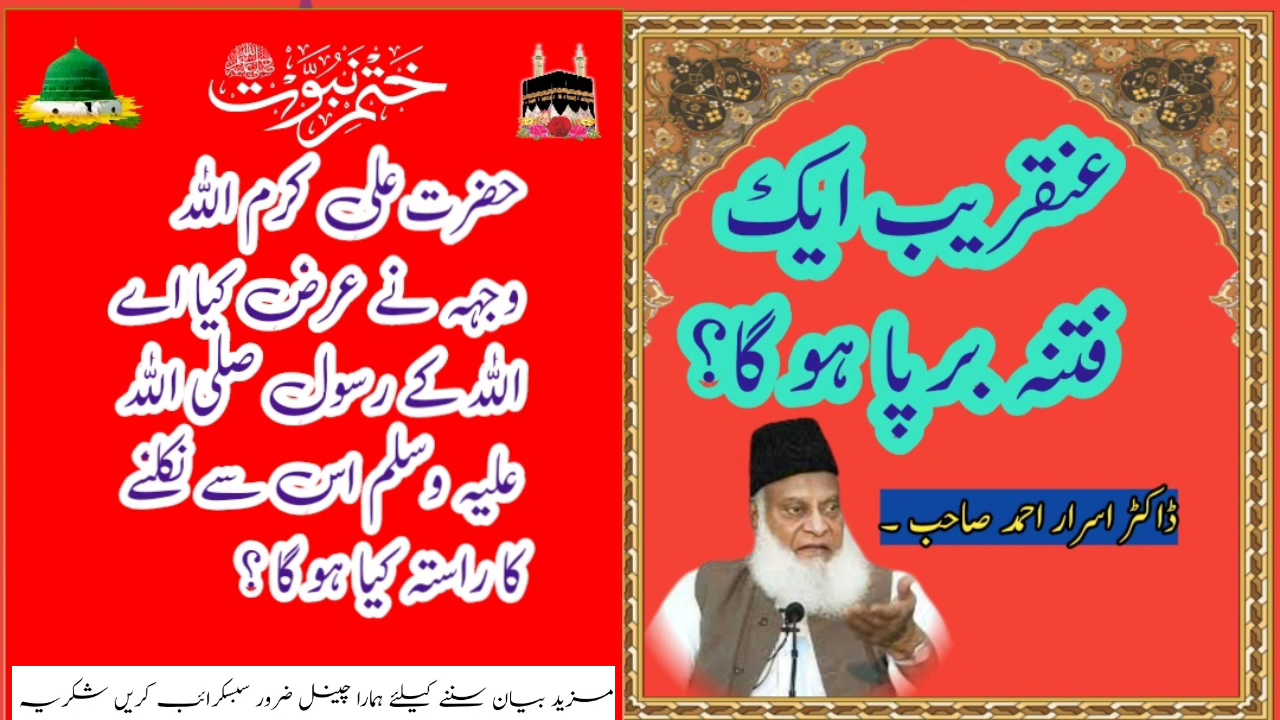 ختم نبوّت
حضرت علی کرم اللہ
وجہہ نے عرض کیا اے
اللہ کے رسول صلی اللہ
علیہ وسلم اس سے نکلنے
کا راستہ کیا ہو گا ؟
مزید بیان سننے کیلئے ہمارا چینل ضرور سبسکرائب کریں شکریہ
عنقریب ایک
فتنہ برپا ہو گا؟
ڈاکٹر اسرار احمد صاحب ۔